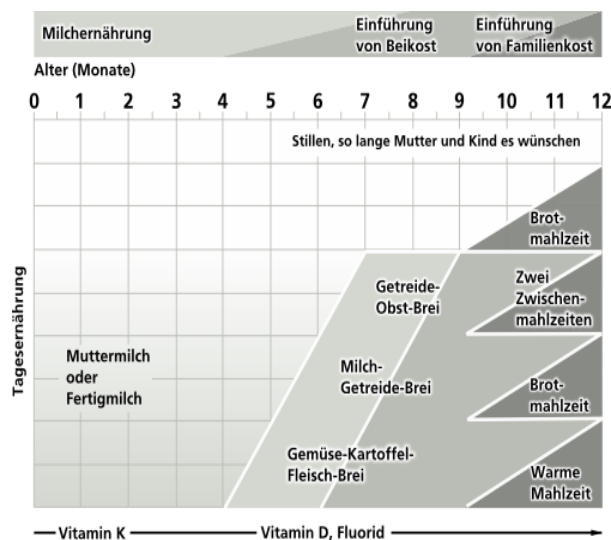 Milchernährung
Einführung
von Beikost
Einführung
von Familienkost
Alter (Monate)
0 1 2 3 4 5 6 7 8 9 10 11 12
Stillen, so lange Mutter und Kind es wünschen
Tagesernährung
Brot-
mahlzeit
Getreide-
Obst-Brei
Zwei
Zwischen-
mahlzeiten
Muttermilch
oder
Fertigmilch
Milch-
Getreide-Brei
Brot-
mahlzeit
Gemüse-Kartoffel-
Fleisch-Brei
Warme
Mahlzeit
Vitamin K
Vitamin D, Fluorid